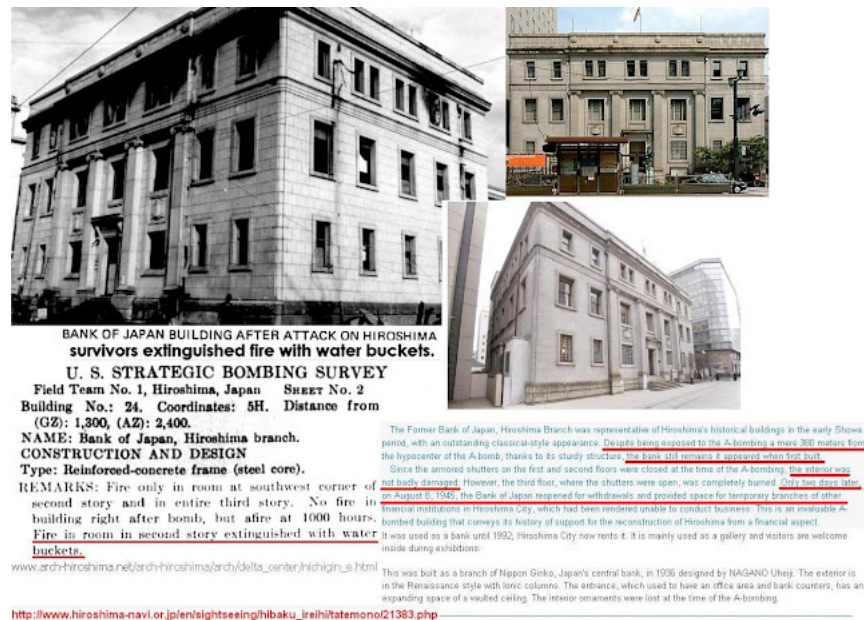 BANK OF JAPAN BUILDING AFTER ATTACK ON HIROSHIMA
survivors extinguished fire with water buckets.
U. S. STRATEGIC BOMBING SURVEY
Field Team No. 1, Hiroshima, Japan SHEET No. 2
Building No.: 24. Coordinates: 5H. Distance from
(GZ): 1,300, (AZ): 2,400.
NAME: Bank of Japan, Hiroshima branch.
CONSTRUCTION AND DESIGN
Type: Reinforced-concrete frame (steel core).
REMARKS: Fire only in room at southwest corner of
second story and in entire third story. No fire in
building right after bomb, but afire at 1000 hours.
Fire in room in second story extinguished with water
buckets.
www.arch-hiroshima.net/arch-hiroshima/arch/delta_center/nichigin_e.html
The Former Bank of Japan, Hiroshima Branch was representative of Hiroshima's historical buildings in the early Showa
period, with an outstanding classical-style appearance. Despite being exposed to the A-bombing a mere 380 meters from
the hypocenter of the A-bomb, thanks to its sturdy structure, the bank still remains it appeared when first built.
Since the armored shutters on the first and second floors were closed at the time of the A-bombing, the interior was
not badly damaged. However, the third floor, where the shutters were open, was completely burned. Only two days later,
on August 8, 1945, the Bank of Japan reopened for withdrawals and provided space for temporary branches of other
financial institutions in Hiroshima City, which had been rendered unable to conduct business. This is an invaluable A-
bombed building that conveys its history of support for the reconstruction of Hiroshima from a financial aspect.
It was used as a bank until 1992; Hiroshima City now rents it. It is mainly used as a gallery and visitors are welcome
inside during exhibitions.
This was built as a branch of Nippon Ginko, Japan's central bank, in 1936 designed by NAGANO Uheiji. The exterior is
in the Renaissance style with Ionic columns. The entrance, which used to have an office area and bank counters, has an
expanding space of a vaulted ceiling. The interior ornaments were lost at the time of the A-bombing.
http://www.hiroshima-navi.or.jp/en/sightseeing/hibaku_ireihi/tatemono/21383.php